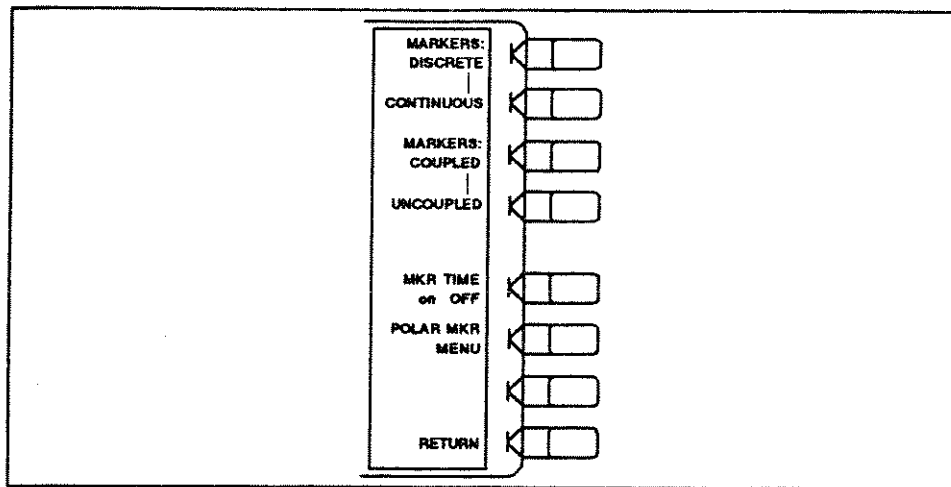 MARKERS:
DISCRETE
CONTINUOUS
MARKERS:
COUPLED
UNCOUPLED
MKR TIME
on OFF
POLAR MKR
MENU
RETURN